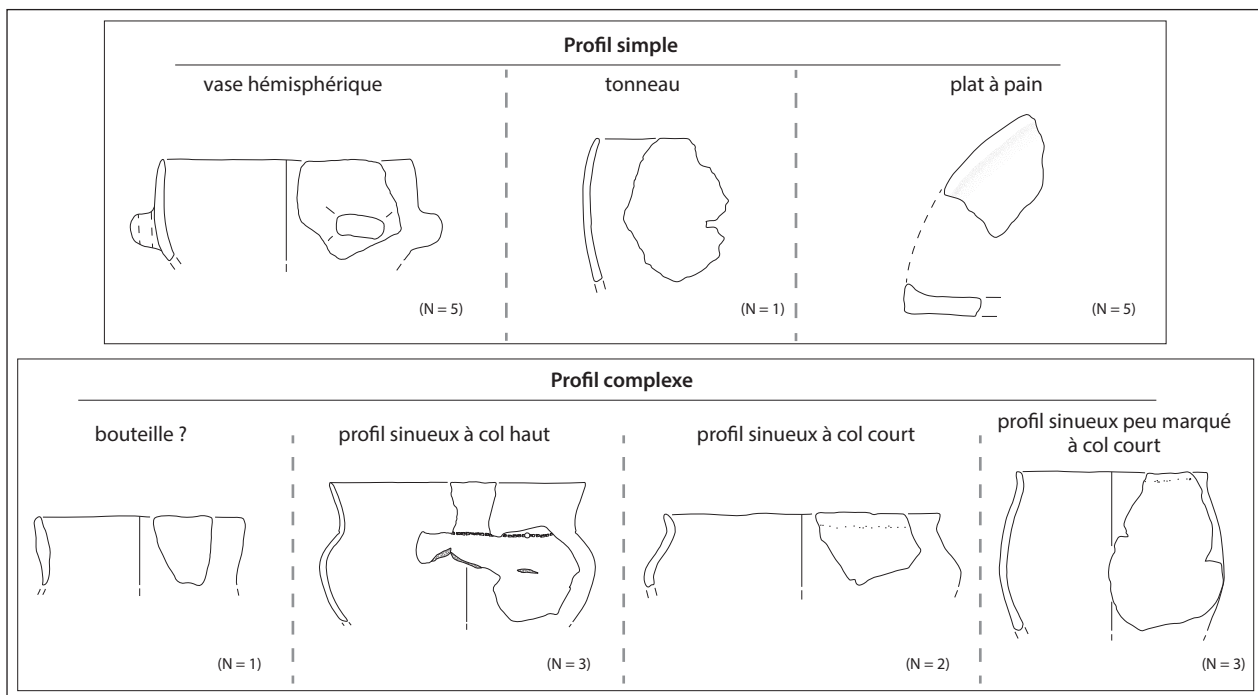 Profil simple
vase hémisphérique
(N = 5)
tonneau
(N = 1)
plat à pain
(N = 5)
Profil complexe
bouteille ?
(N = 1)
profil sinueux à col haut
(N = 3)
profil sinueux à col court
(N = 2)
profil sinueux peu marqué
à col court
(N = 3)